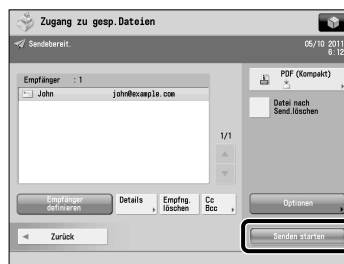 Zugang zu gesp.Dateien
Sendebereit.
05/10 2011
6:12
Empfänger : 1
John john@example.com
1/1
PDF (Kompakt)
Datei nach
Send.löschen
Empfänger
definieren
Details
Empfng.
löschen
Cc
Bcc
Optionen
Zurück
Senden starten